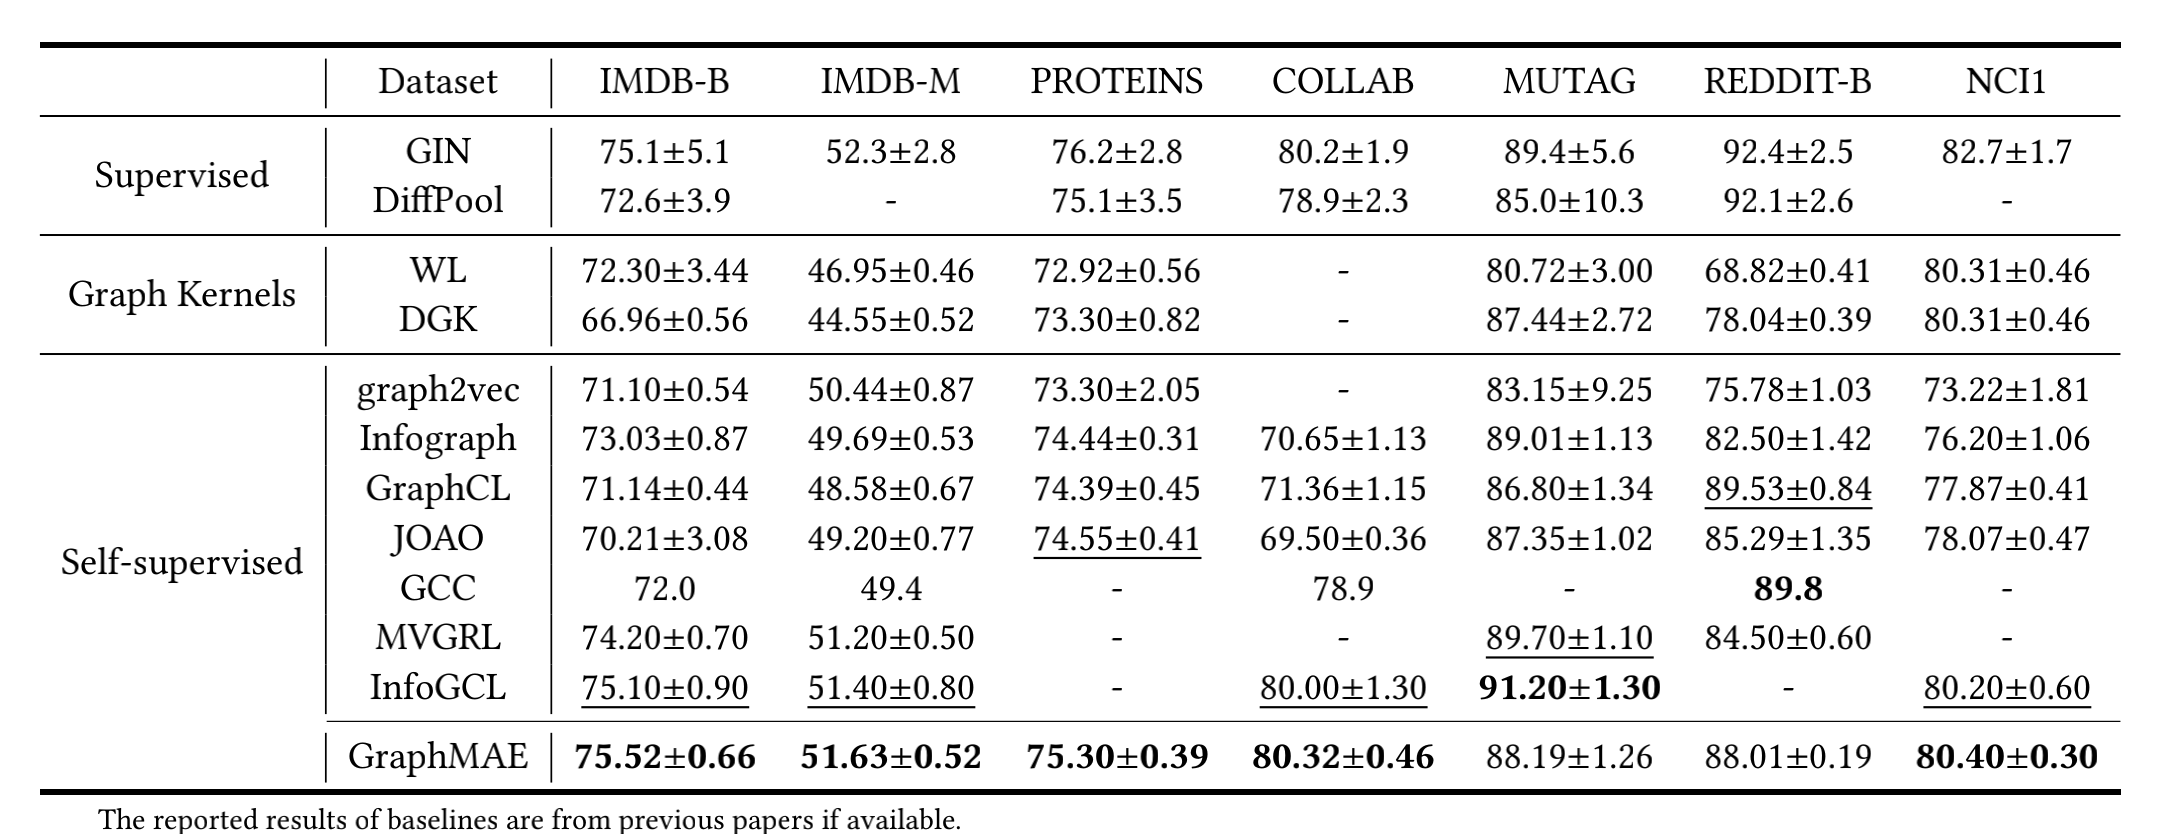 Dataset IMDB-B IMDB-M PROTEINS COLLAB MUTAG REDDIT-B NCI1
Supervised
GIN 75.1±5.1 52.3±2.8 76.2±2.8 80.2±1.9 89.4±5.6 92.4±2.5 82.7±1.7
DiffPool 72.6±3.9 - 75.1±3.5 78.9±2.3 85.0±10.3 92.1±2.6 -
Graph Kernels
WL 72.30±3.44 46.95±0.46 72.92±0.56 - 80.72±3.00 68.82±0.41 80.31±0.46
DGK 66.96±0.56 44.55±0.52 73.30±0.82 - 87.44±2.72 78.04±0.39 80.31±0.46
Self-supervised
graph2vec 71.10±0.54 50.44±0.87 73.30±2.05 - 83.15±9.25 75.78±1.03 73.22±1.81
Infograph 73.03±0.87 49.69±0.53 74.44±0.31 70.65±1.13 89.01±1.13 82.50±1.42 76.20±1.06
GraphCL 71.14±0.44 48.58±0.67 74.39±0.45 71.36±1.15 86.80±1.34 89.53±0.84 77.87±0.41
JOAO 70.21±3.08 49.20±0.77 74.55±0.41 69.50±0.36 87.35±1.02 85.29±1.35 78.07±0.47
GCC 72.0 49.4 - 78.9 - 89.8 -
MVGRL 74.20±0.70 51.20±0.50 - - 89.70±1.10 84.50±0.60 -
InfoGCL 75.10±0.90 51.40±0.80 - 80.00±1.30 91.20±1.30 - 80.20±0.60
GraphMAE 75.52±0.66 51.63±0.52 75.30±0.39 80.32±0.46 88.19±1.26 88.01±0.19 80.40±0.30
The reported results of baselines are from previous papers if available.